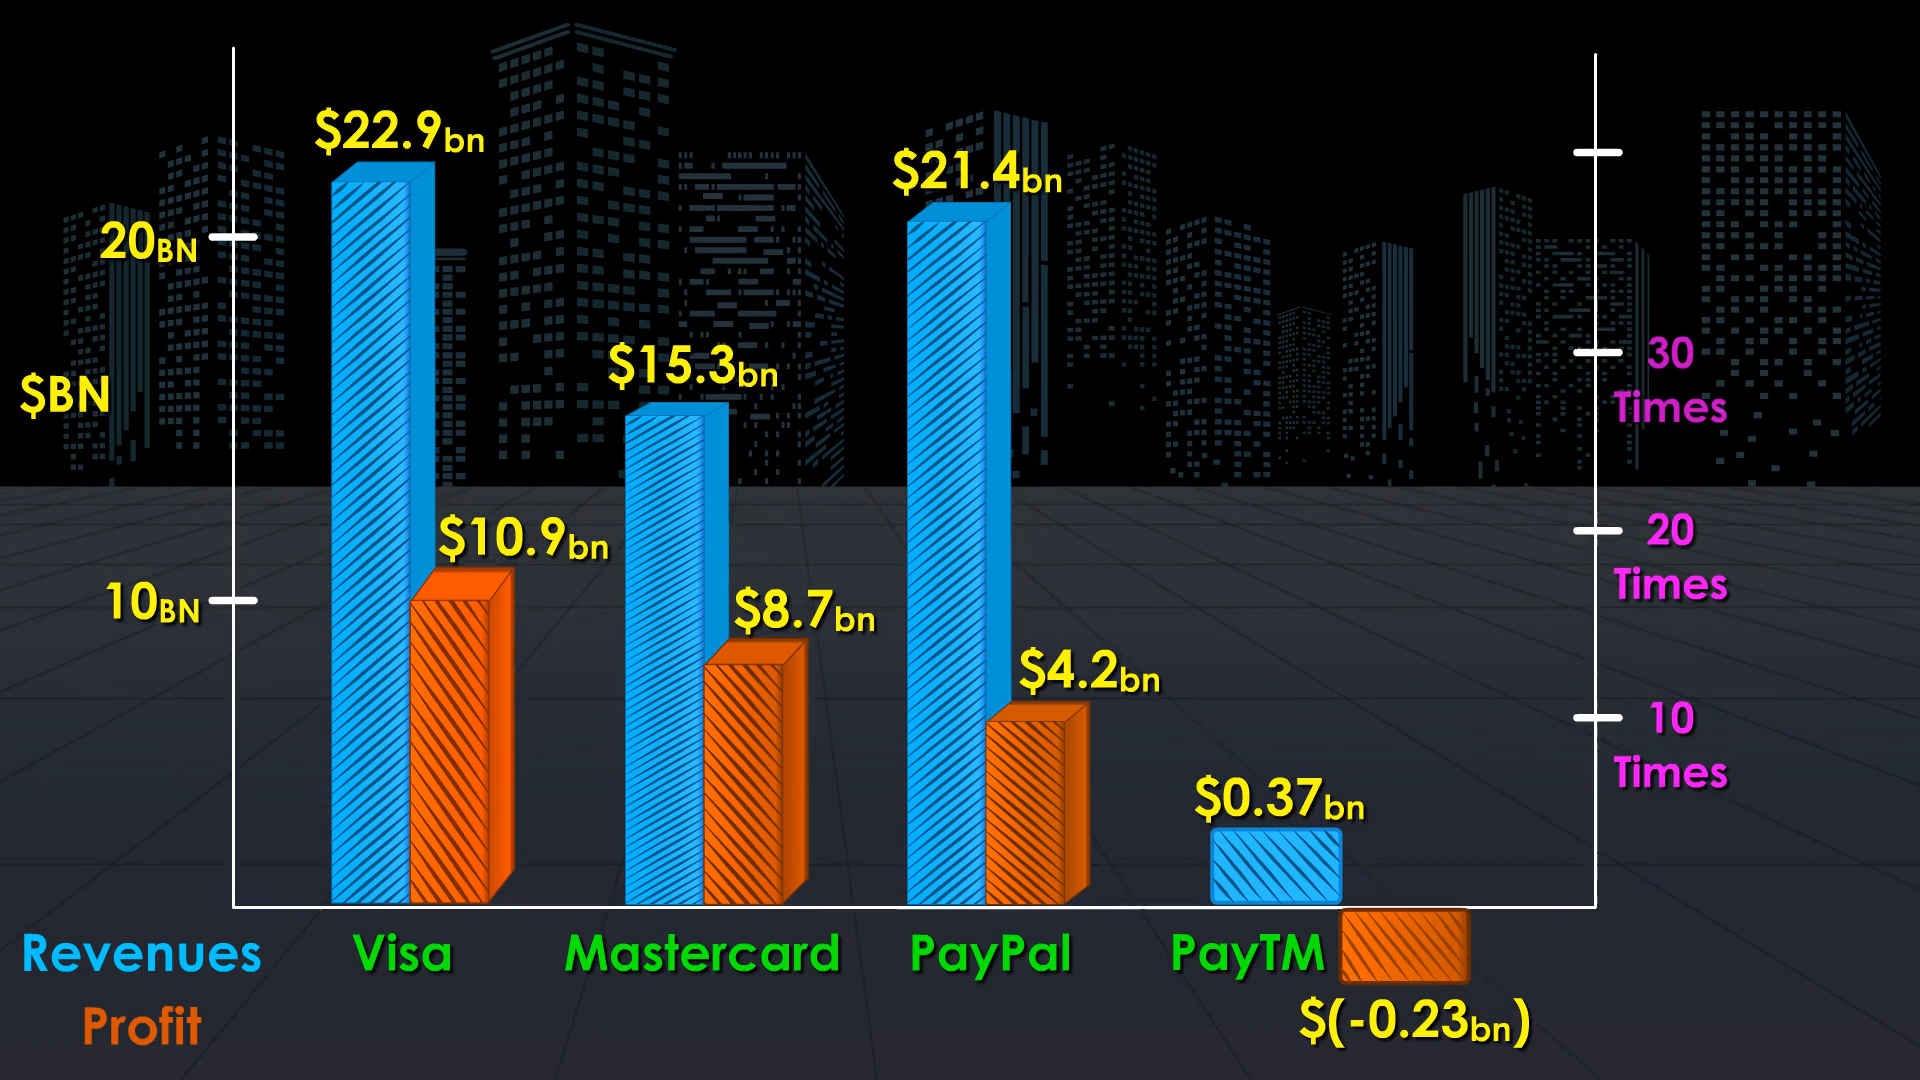 $22.9bn
$21.4bn
20BN
$15.3bn
30
Times
$BN
$10.9bn
20
Times
10BN
$8.7bn
$4.2bn
10
Times
$0.37bn
Revenues
Visa
Mastercard
PayPal
PayTM
Profit
$(-0.23bn)